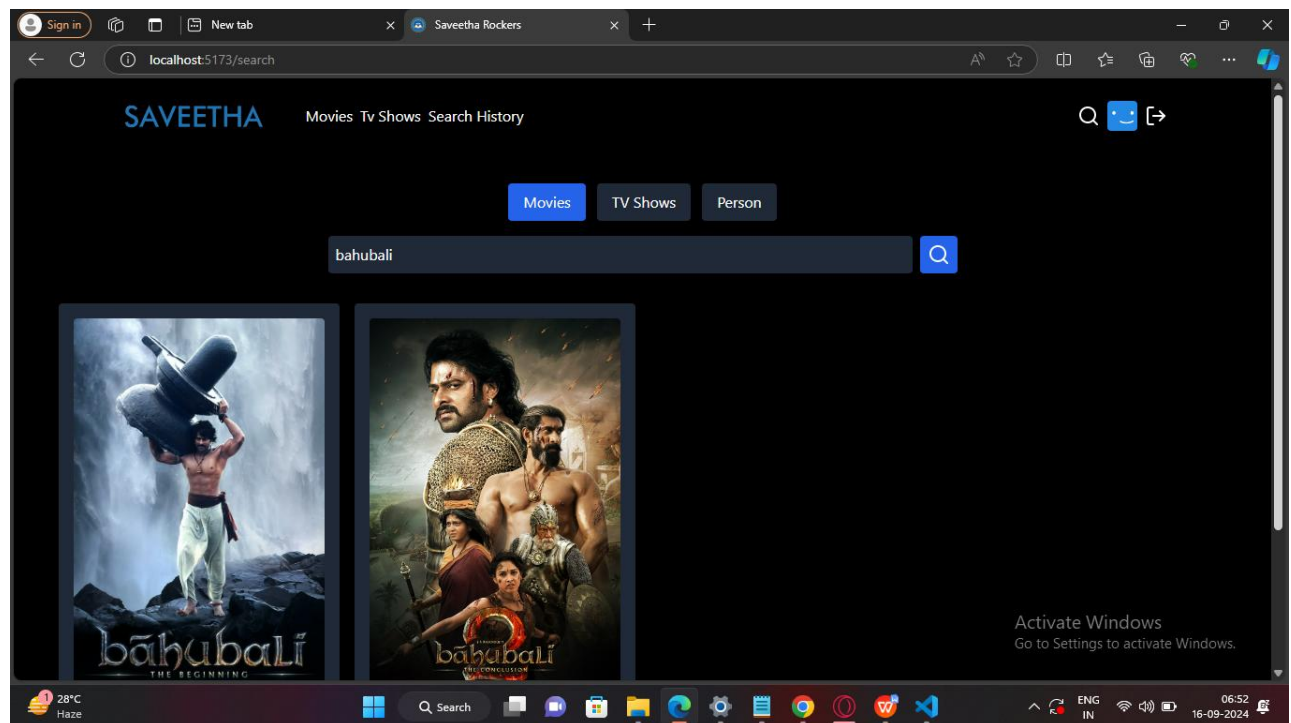 Sign in
New tab
Saveetha Rockers
localhost:5173/search
SAVEETHA
Movies Tv Shows Search History
Movies
TV Shows
Person
bahubali
bāhubali
THE BEGINNING
2
bāhubali
THE CONCLUSION
Activate Windows
Go to Settings to activate Windows.
1
28°C
Haze
Search
ENG
IN
06:52
16-09-2024